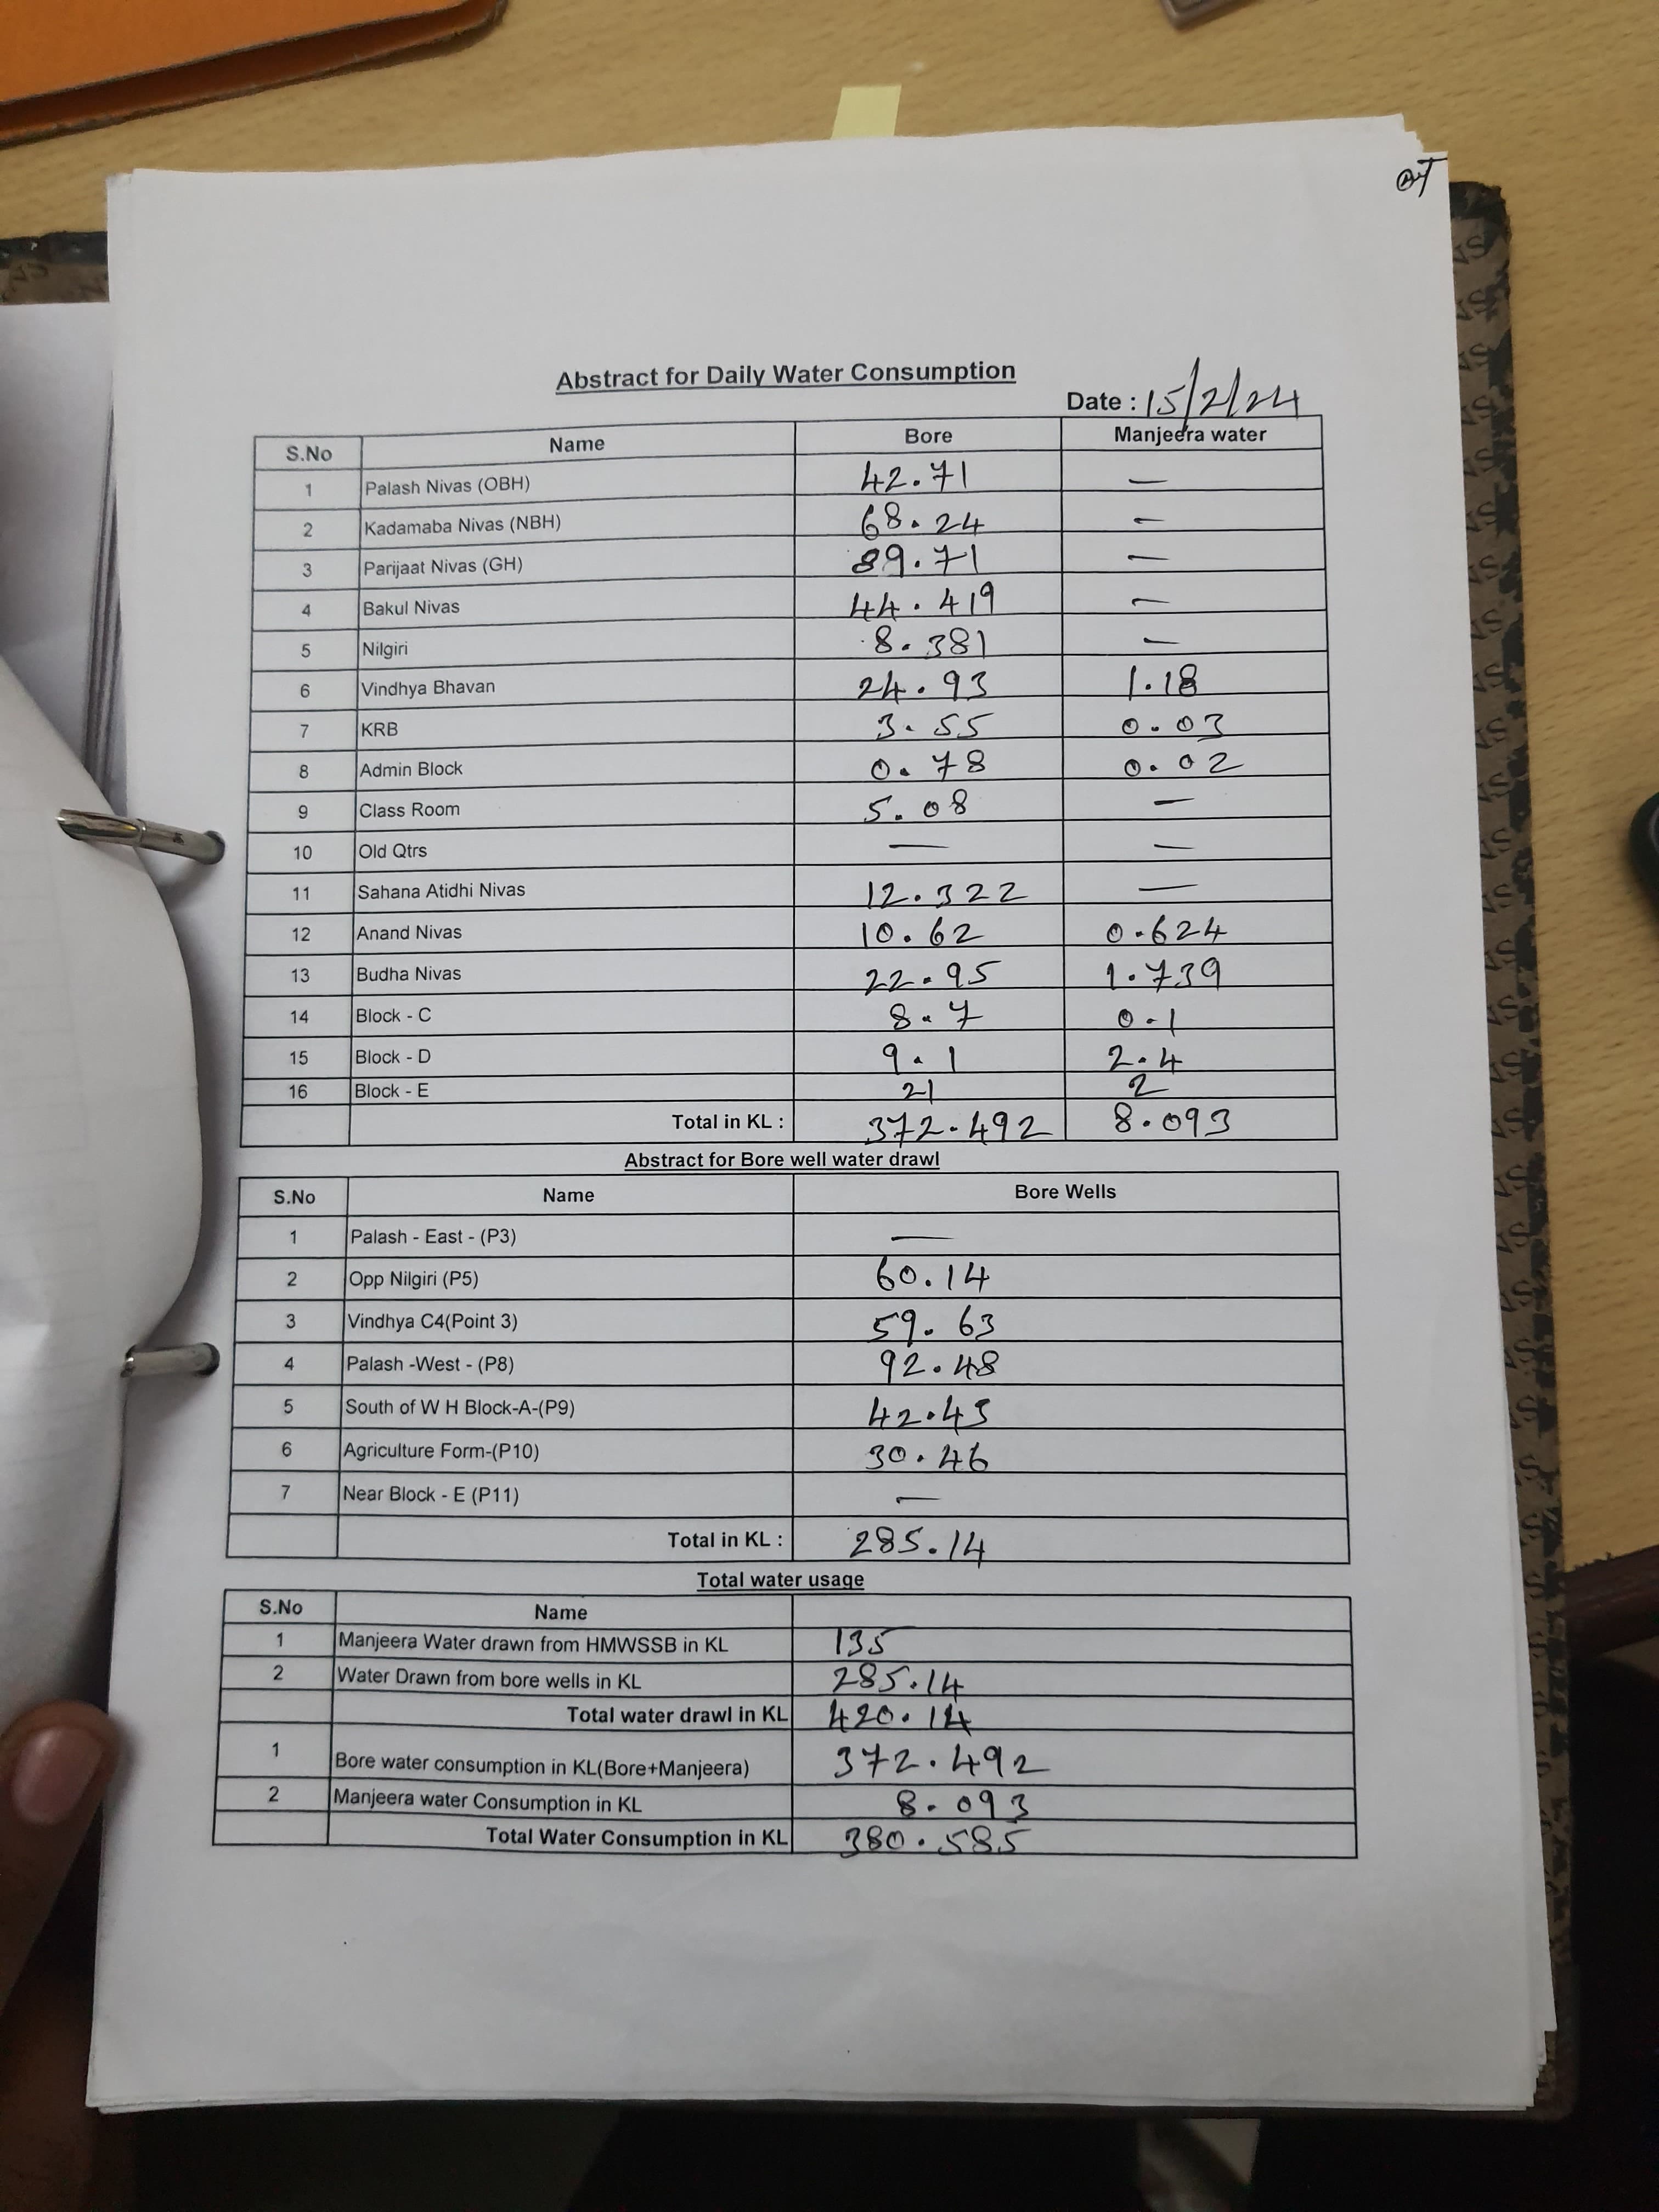 Abstract for Daily Water Consumption
Date : 15/2/24
S.No Name Bore Manjeera water
1 Palash Nivas (OBH) 42.71 —
2 Kadamaba Nivas (NBH) 68.24 —
3 Parijaat Nivas (GH) 89.71 —
4 Bakul Nivas 44.419 —
5 Nilgiri 8.381 —
6 Vindhya Bhavan 24.93 1.18
7 KRB 3.55 0.03
8 Admin Block 0.78 0.02
9 Class Room 5.08 —
10 Old Qtrs — —
11 Sahana Atidhi Nivas 12.322 —
12 Anand Nivas 10.62 0.624
13 Budha Nivas 22.95 1.739
14 Block - C 8.7 0.1
15 Block - D 9.1 2.4
16 Block - E 21 2
Total in KL : 372.492 8.093
Abstract for Bore well water drawl
S.No Name Bore Wells
1 Palash - East - (P3) —
2 Opp Nilgiri (P5) 60.14
3 Vindhya C4(Point 3) 59.63
4 Palash -West - (P8) 92.48
5 South of W H Block-A-(P9) 42.43
6 Agriculture Form-(P10) 30.46
7 Near Block - E (P11) —
Total in KL : 285.14
Total water usage
S.No Name
1 Manjeera Water drawn from HMWSSB in KL 135
2 Water Drawn from bore wells in KL 285.14
Total water drawl in KL 420.14
1 Bore water consumption in KL(Bore+Manjeera) 372.492
2 Manjeera water Consumption in KL 8.093
Total Water Consumption in KL 380.585